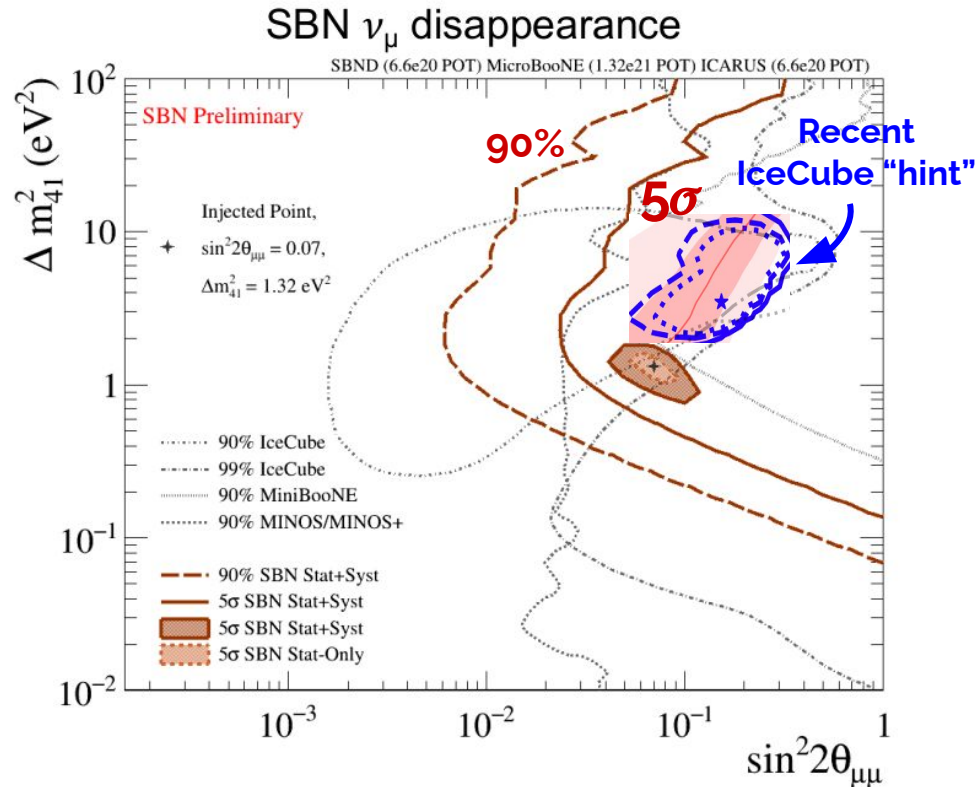 SBN νμ disappearance
SBND (6.6e20 POT) MicroBooNE (1.32e21 POT) ICARUS (6.6e20 POT)
SBN Preliminary
90%
5σ
Recent
IceCube “hint”
Injected Point,
sin²2θμμ = 0.07,
Δm²41 = 1.32 eV²
90% IceCube
99% IceCube
90% MiniBooNE
90% MINOS/MINOS+
90% SBN Stat+Syst
5σ SBN Stat+Syst
5σ SBN Stat+Syst
5σ SBN Stat-Only
Δ m²41 (eV²)
10²
10
1
10⁻¹
10⁻²
10⁻³ 10⁻² 10⁻¹ 1
sin²2θμμ